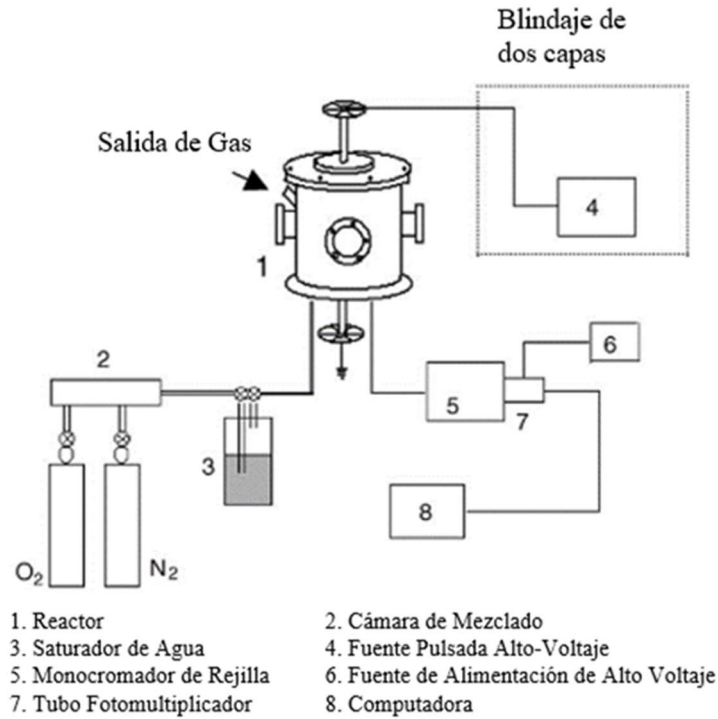 Blindaje de
dos capas
Salida de Gas
4
1
2
6
5
7
3
8
O₂
N₂
1. Reactor
2. Cámara de Mezclado
3. Saturador de Agua
4. Fuente Pulsada Alto-Voltaje
5. Monocromador de Rejilla
6. Fuente de Alimentación de Alto Voltaje
7. Tubo Fotomultiplicador
8. Computadora